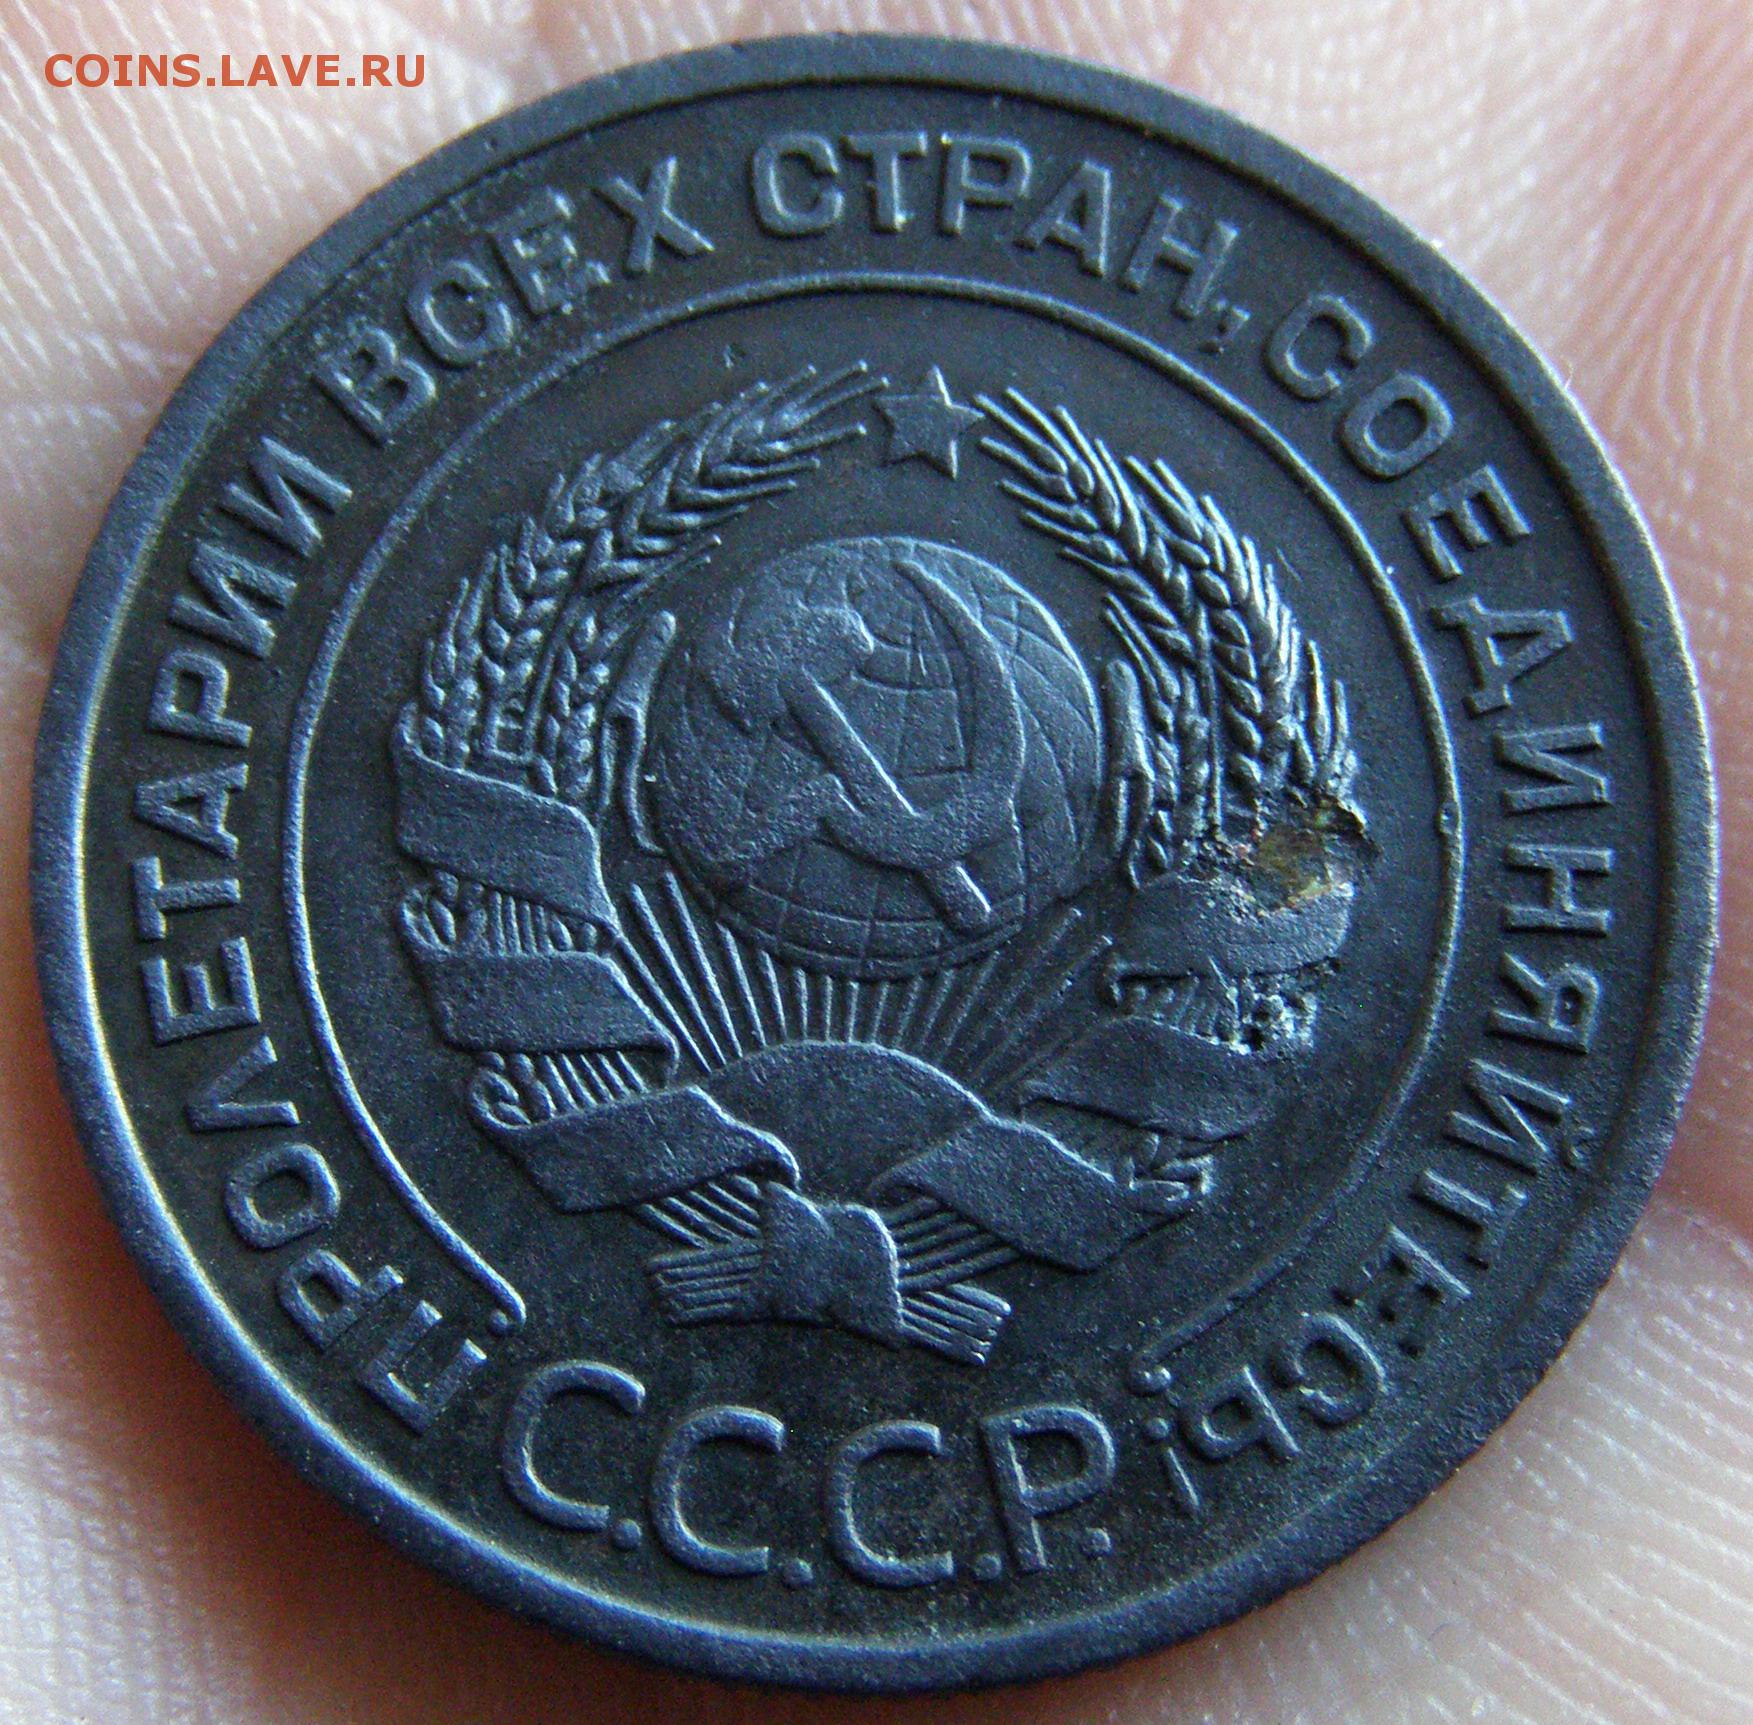 COINS.LAVE.RU
ПРОЛЕТАРИИ ВСЕХ СТРАН, СОЕДИНЯЙТЕСЬ!
С.С.С.Р.